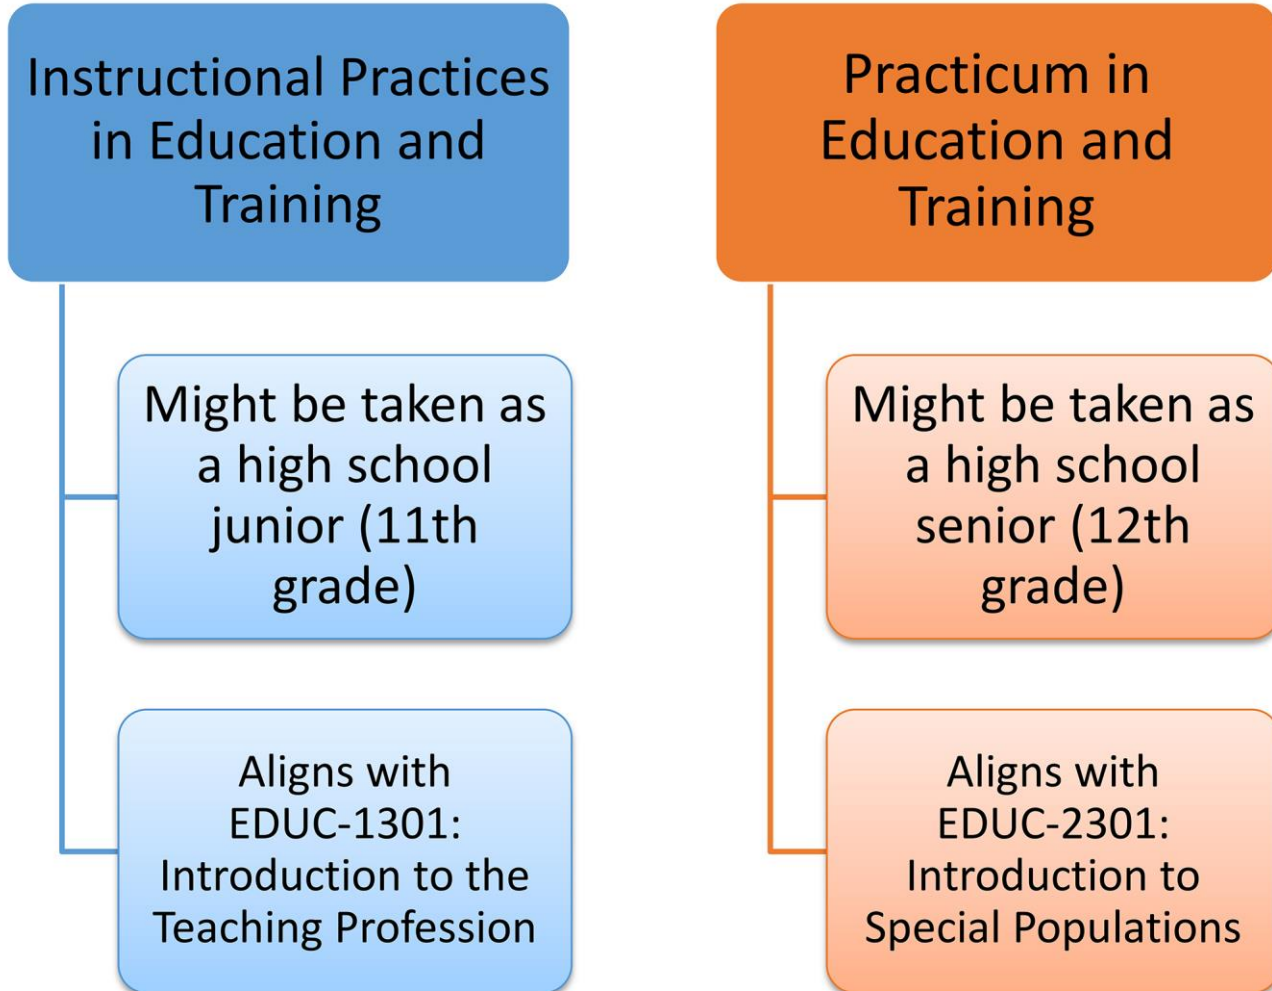 Instructional Practices
in Education and
Training
Might be taken as
a high school
junior (11th
grade)
Aligns with
EDUC-1301:
Introduction to the
Teaching Profession
Practicum in
Education and
Training
Might be taken as
a high school
senior (12th
grade)
Aligns with
EDUC-2301:
Introduction to
Special Populations